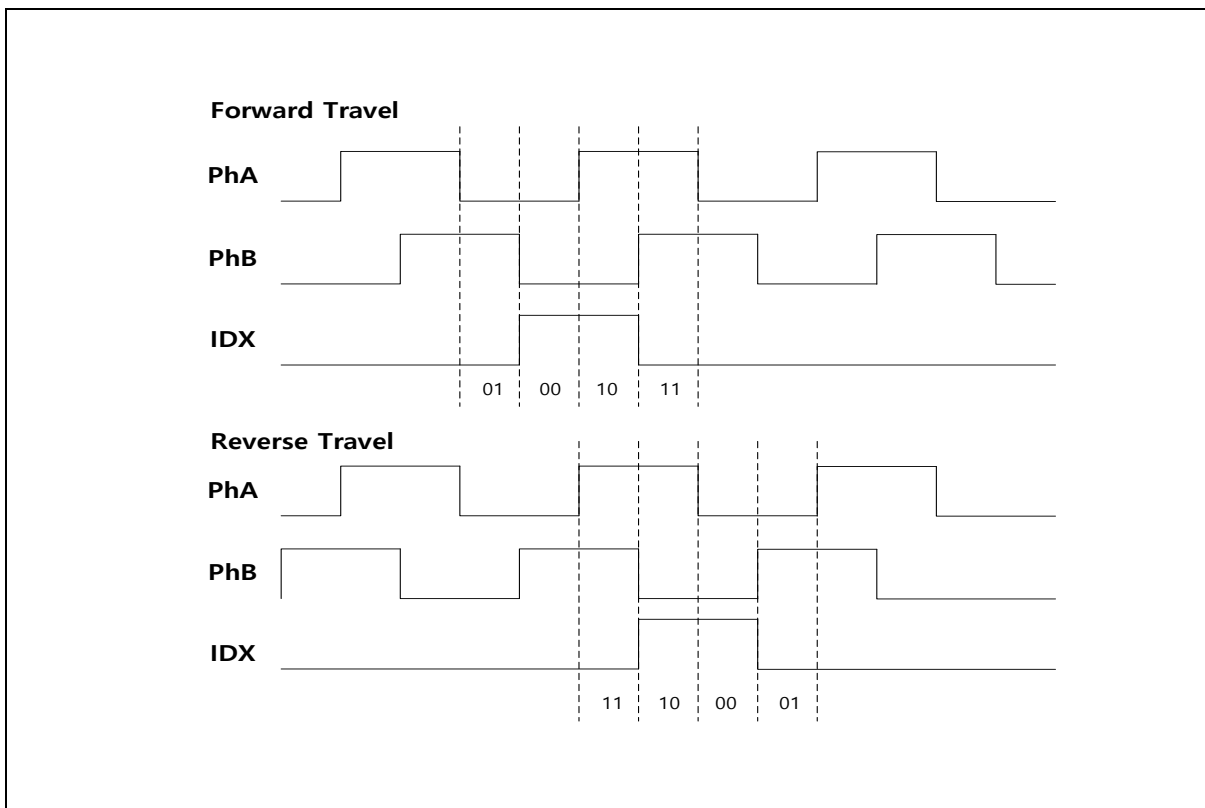 Forward Travel
PhA
PhB
IDX
01 00 10 11
Reverse Travel
PhA
PhB
IDX
11 10 00 01